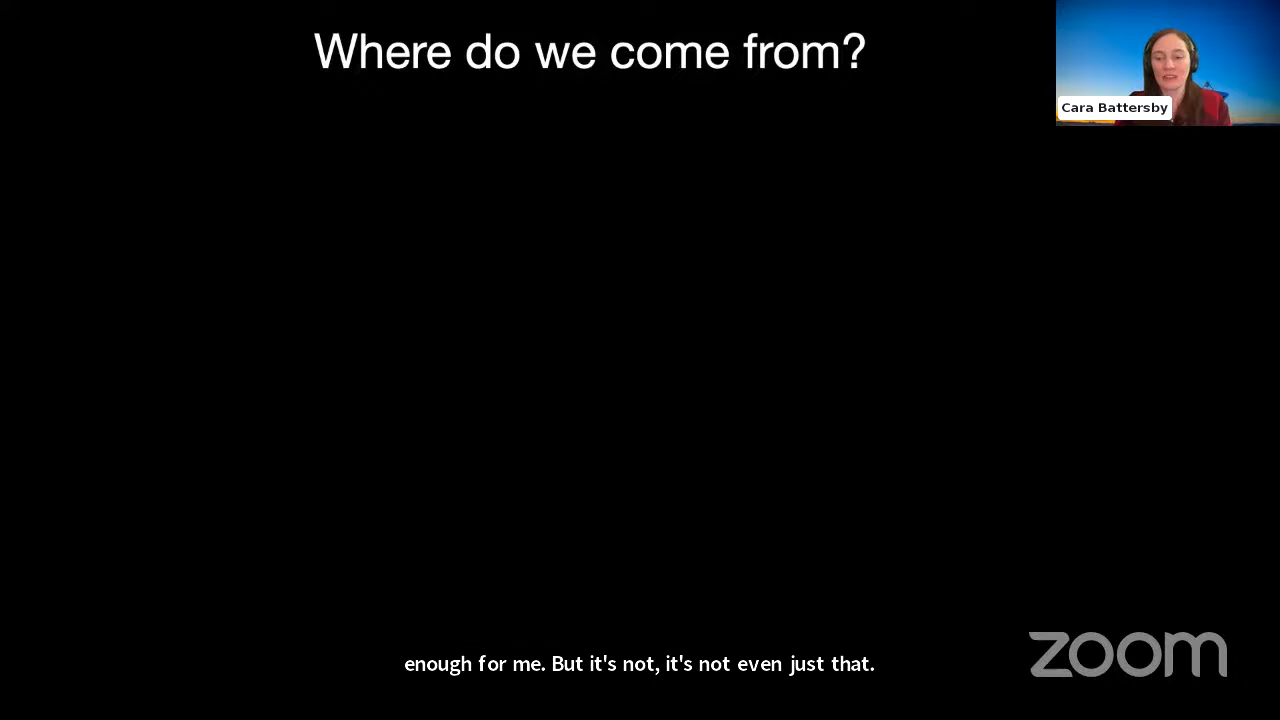 Where do we come from?
Cara Battersby
enough for me. But it's not, it's not even just that.
zoom